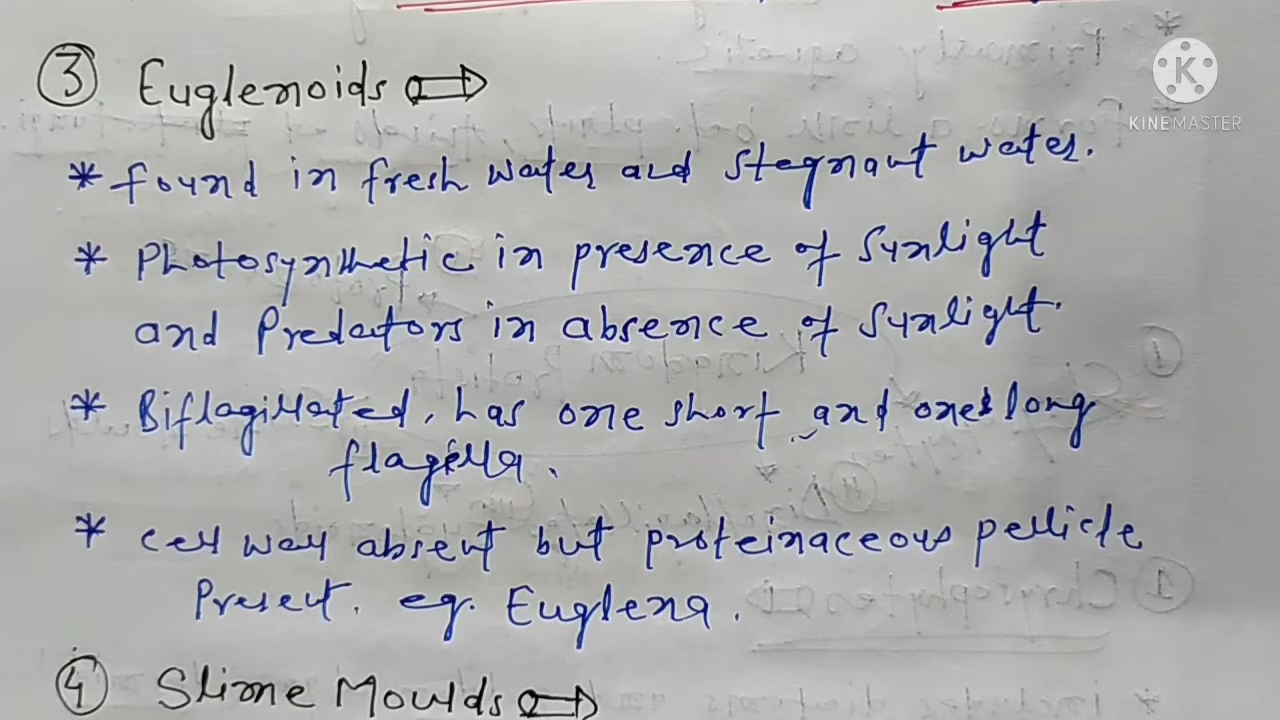 ③ Euglenoids
K
KINEMASTER
* found in fresh water and stegnant water.
* Photosynthetic in presence of Sunlight
and Predators in absence of Sunlight.
* Biflagillated, has one short and one long
flagella.
* cell wall absent but proteinaceous pellicle
Present. eg. Euglena.
④ Slime Moulds